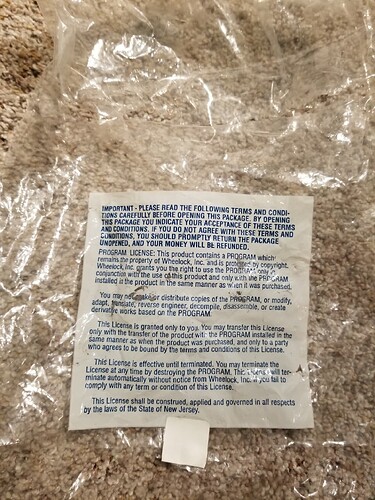 IMPORTANT - PLEASE READ THE FOLLOWING TERMS AND CONDI-
TIONS CAREFULLY BEFORE OPENING THIS PACKAGE. BY OPENING
THIS PACKAGE YOU INDICATE YOUR ACCEPTANCE OF THESE TERMS
AND CONDITIONS. IF YOU DO NOT AGREE WITH THESE TERMS AND
CONDITIONS, YOU SHOULD PROMPTLY RETURN THE PACKAGE
UNOPENED, AND YOUR MONEY WILL BE REFUNDED.
PROGRAM LICENSE: This product contains a PROGRAM which
remains the property of Wheelock, Inc. and is protected by copyright.
Wheelock, Inc. grants you the right to use the PROGRAM only in
conjunction with the use of this product and only with the PROGRAM
installed in the product in the same manner as when it was purchased.
You may not make or distribute copies of the PROGRAM, or modify,
adapt, translate, reverse engineer, decompile, disassemble, or create
derivative works based on the PROGRAM.
This License is granted only to you. You may transfer this License
only with the transfer of the product with the PROGRAM installed in the
same manner as when the product was purchased, and only to a party
who agrees to be bound by the terms and conditions of this License.
This License is effective until terminated. You may terminate the
License at any time by destroying the PROGRAM. This License will ter-
minate automatically without notice from Wheelock, Inc. if you fail to
comply with any term or condition of this License.
This License shall be construed, applied and governed in all respects
by the laws of the State of New Jersey.